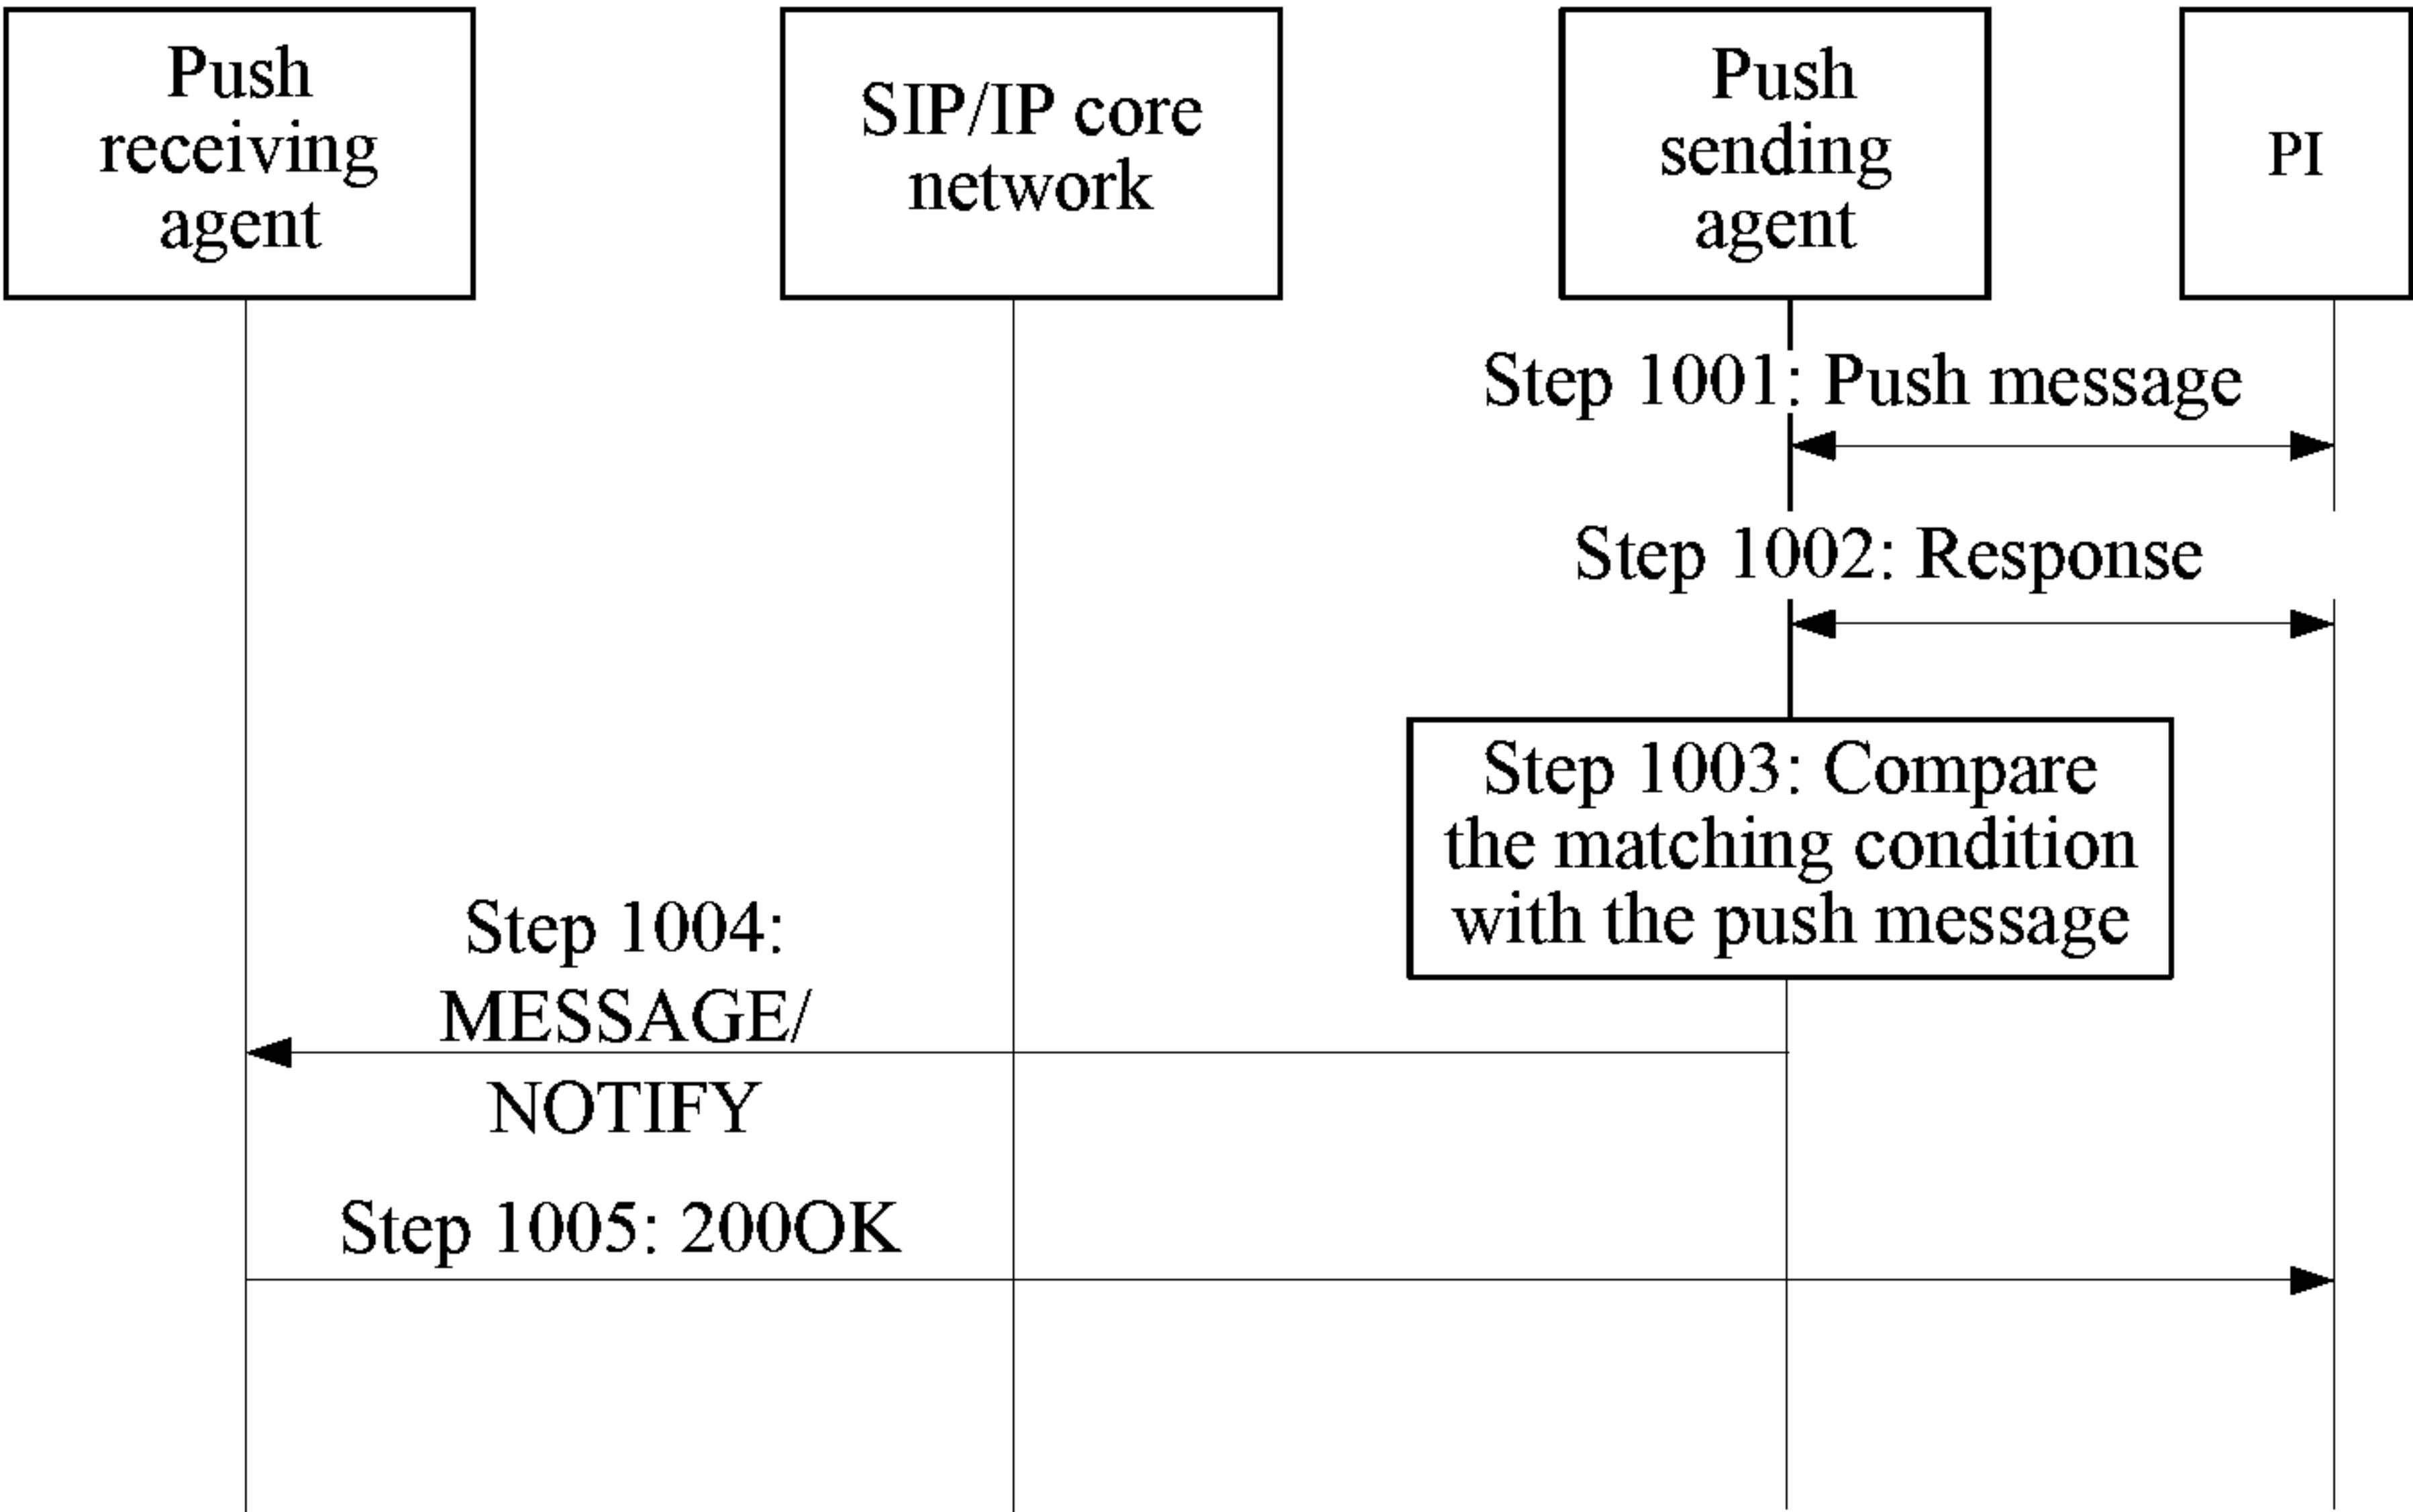 Push
receiving
agent
SIP/IP core
network
Push
sending
agent
PI
Step 1001: Push message
Step 1002: Response
Step 1003: Compare
the matching condition
with the push message
Step 1004:
MESSAGE/
NOTIFY
Step 1005: 200OK